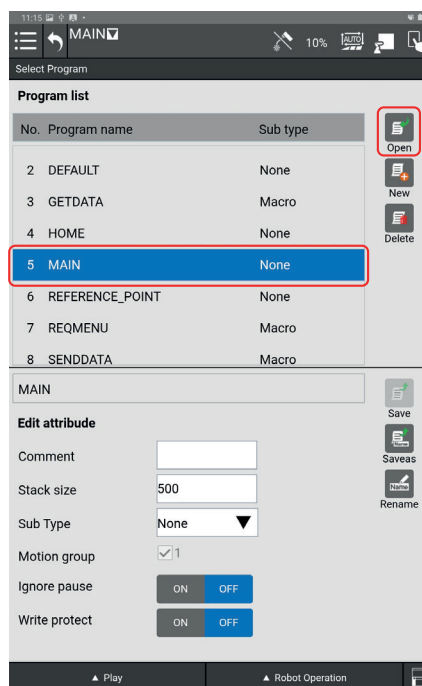 11:15
MAIN
10%
AUTO
Select Program
Program list
No. Program name Sub type
Open
2 DEFAULT None
New
3 GETDATA Macro
4 HOME None
Delete
5 MAIN None
6 REFERENCE_POINT None
7 REQMENU Macro
8 SENDDATA Macro
MAIN
Save
Edit attribude
Comment
Saveas
Stack size 500
Name
Rename
Sub Type None
Motion group 1
Ignore pause ON OFF
Write protect ON OFF
Play Robot Operation